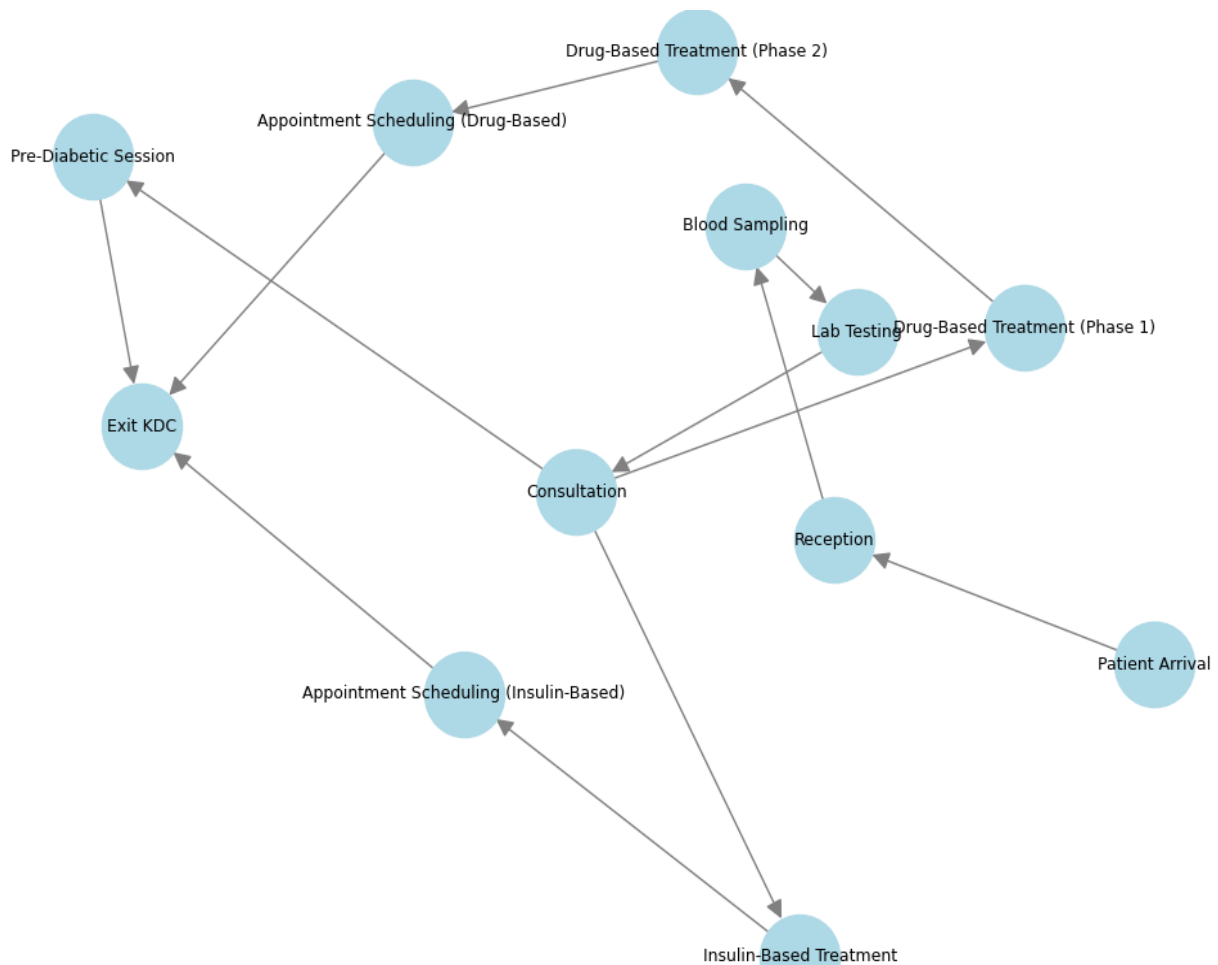 Drug-Based Treatment (Phase 2)
Appointment Scheduling (Drug-Based)
Pre-Diabetic Session
Blood Sampling
Lab Testing
Drug-Based Treatment (Phase 1)
Exit KDC
Consultation
Reception
Patient Arrival
Appointment Scheduling (Insulin-Based)
Insulin-Based Treatment